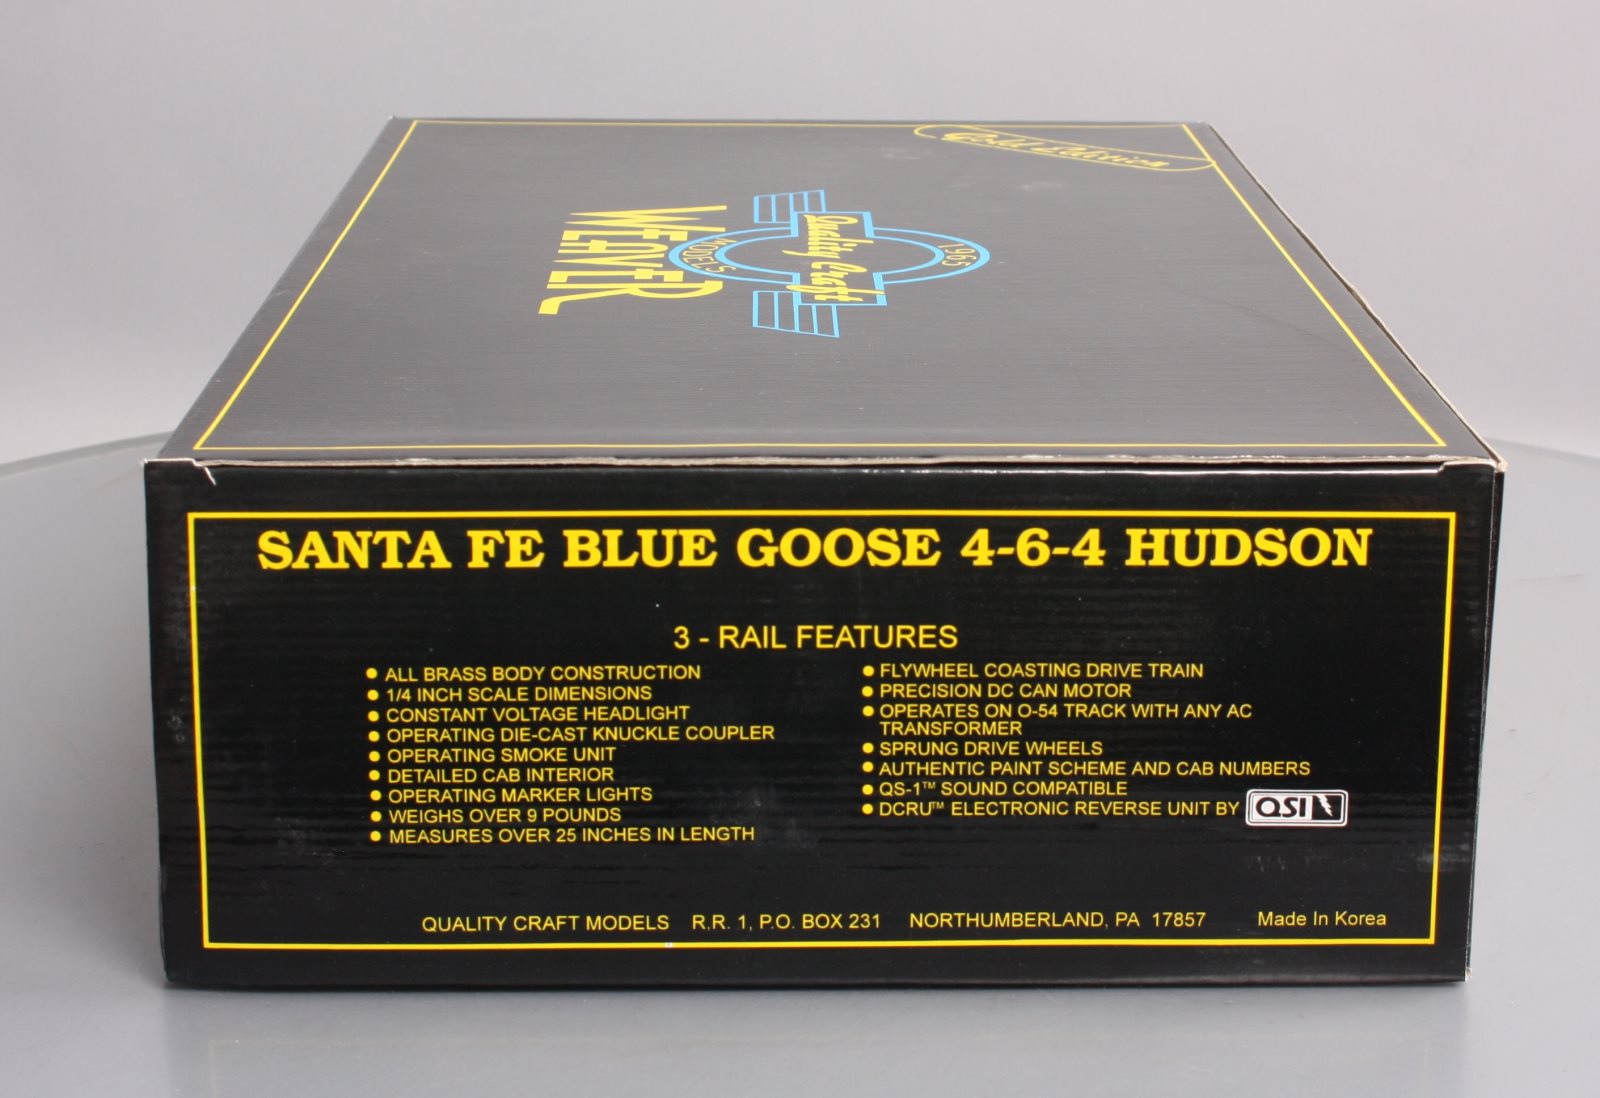 Gold Edition
1965
Quality Craft
MODELS
WEAVER
SANTA FE BLUE GOOSE 4-6-4 HUDSON
3 - RAIL FEATURES
● ALL BRASS BODY CONSTRUCTION
● 1/4 INCH SCALE DIMENSIONS
● CONSTANT VOLTAGE HEADLIGHT
● OPERATING DIE-CAST KNUCKLE COUPLER
● OPERATING SMOKE UNIT
● DETAILED CAB INTERIOR
● OPERATING MARKER LIGHTS
● WEIGHS OVER 9 POUNDS
● MEASURES OVER 25 INCHES IN LENGTH
● FLYWHEEL COASTING DRIVE TRAIN
● PRECISION DC CAN MOTOR
● OPERATES ON O-54 TRACK WITH ANY AC
TRANSFORMER
● SPRUNG DRIVE WHEELS
● AUTHENTIC PAINT SCHEME AND CAB NUMBERS
● QS-1™ SOUND COMPATIBLE
● DCRU™ ELECTRONIC REVERSE UNIT BY QSI
QUALITY CRAFT MODELS R.R. 1, P.O. BOX 231 NORTHUMBERLAND, PA 17857 Made In Korea